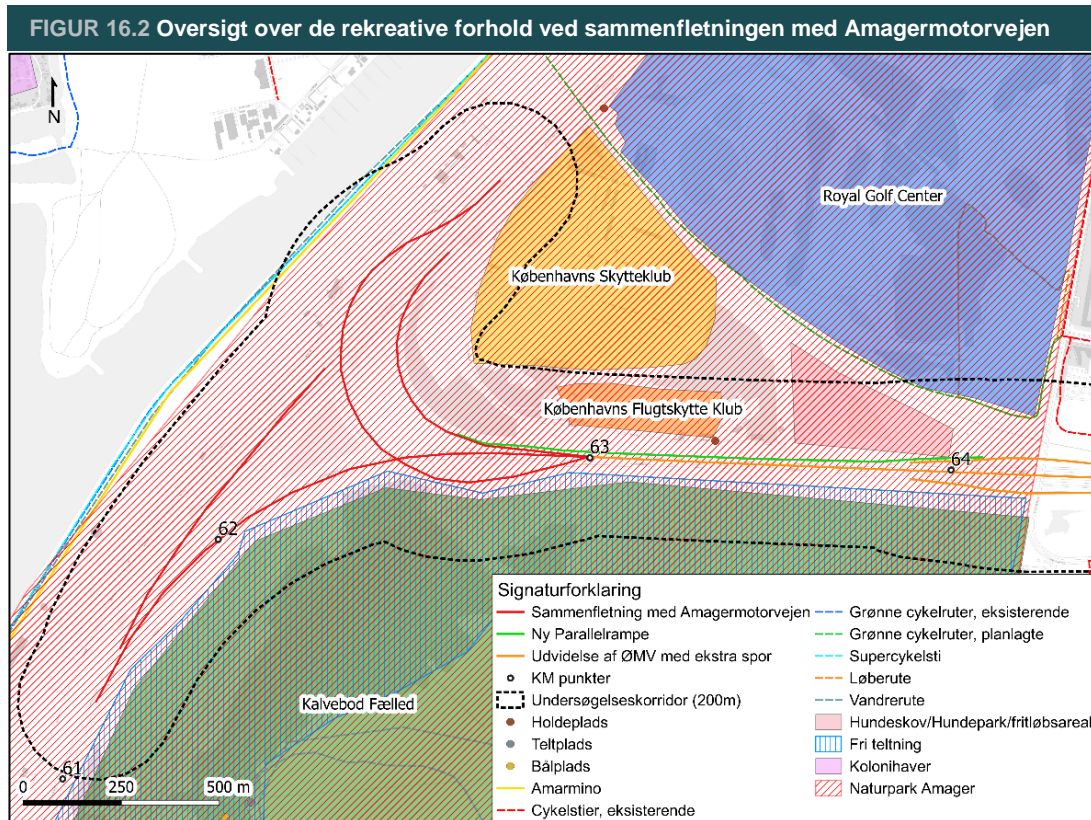 FIGUR 16.2 Oversigt over de rekreative forhold ved sammenfletningen med Amagermotorvejen
N
Royal Golf Center
Københavns Skytteklub
Københavns Flugtskytte Klub
63
64
62
Kalvebod Fælled
61
0 250 500 m
Signaturforklaring
Sammenfletning med Amagermotorvejen
Ny Parallelrampe
Udvidelse af ØMV med ekstra spor
KM punkter
Undersøgelseskorridor (200m)
Holdeplads
Teltplads
Bålplads
Amarmino
Cykelstier, eksisterende
Grønne cykelruter, eksisterende
Grønne cykelruter, planlagte
Supercykelsti
Løberute
Vandrerute
Hundeskov/Hundepark/fritløbsareal
Fri teltning
Kolonihaver
Naturpark Amager